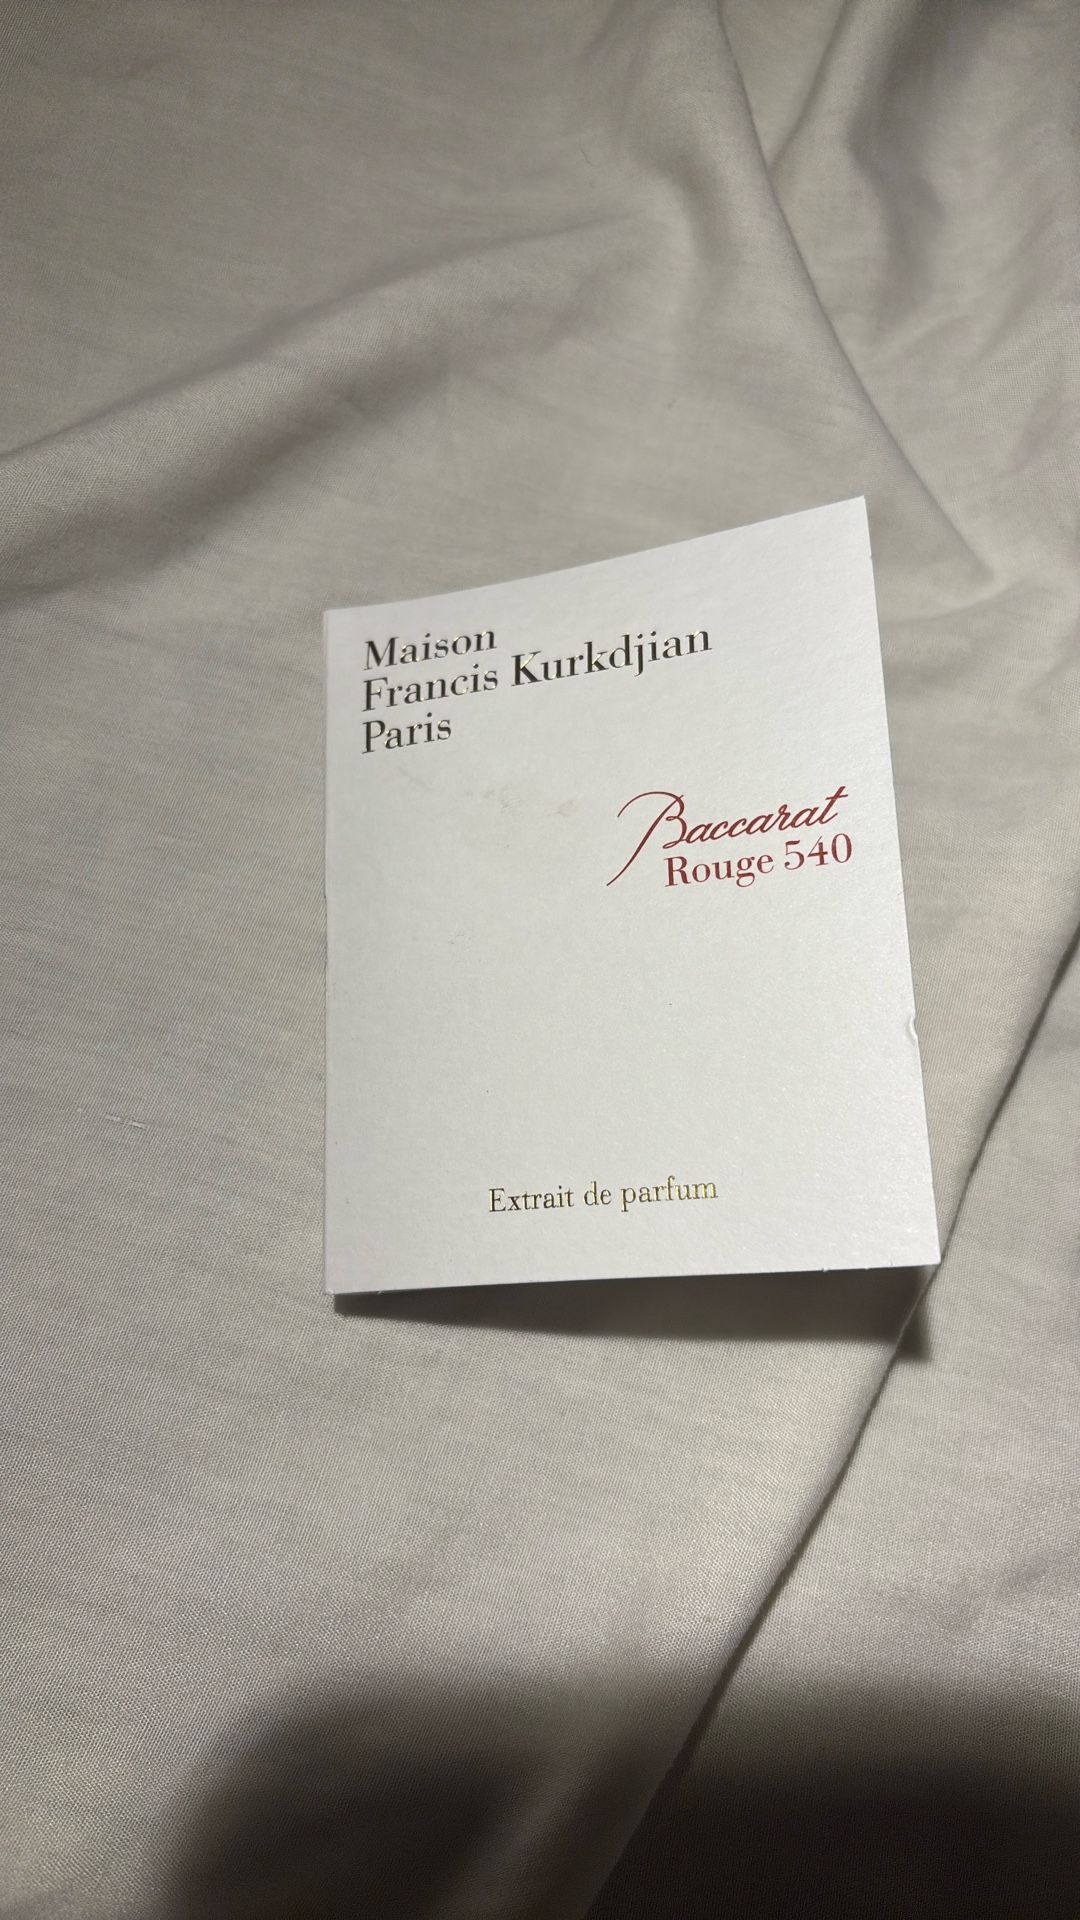 Maison
Francis Kurkdjian
Paris
Baccarat
Rouge 540
Extrait de parfum